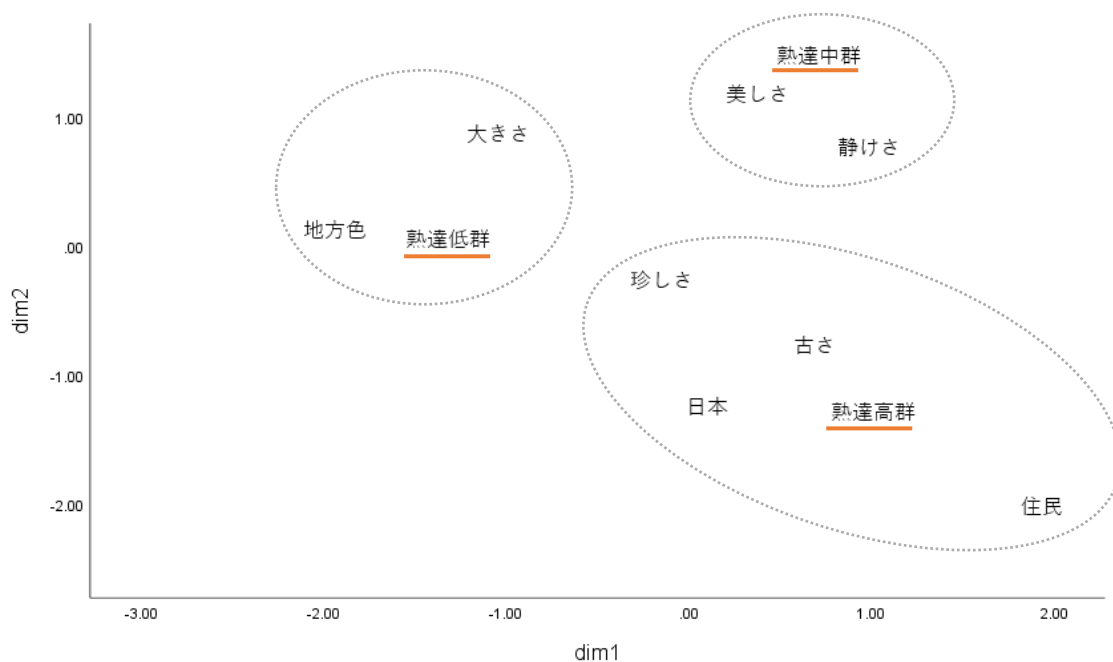 熟達中群
美しさ
1.00
大きさ
静けさ
地方色
熟達低群
.00
珍しさ
dim2
古さ
-1.00
日本
熟達高群
-2.00
住民
-3.00
-2.00
-1.00
.00
1.00
2.00
dim1